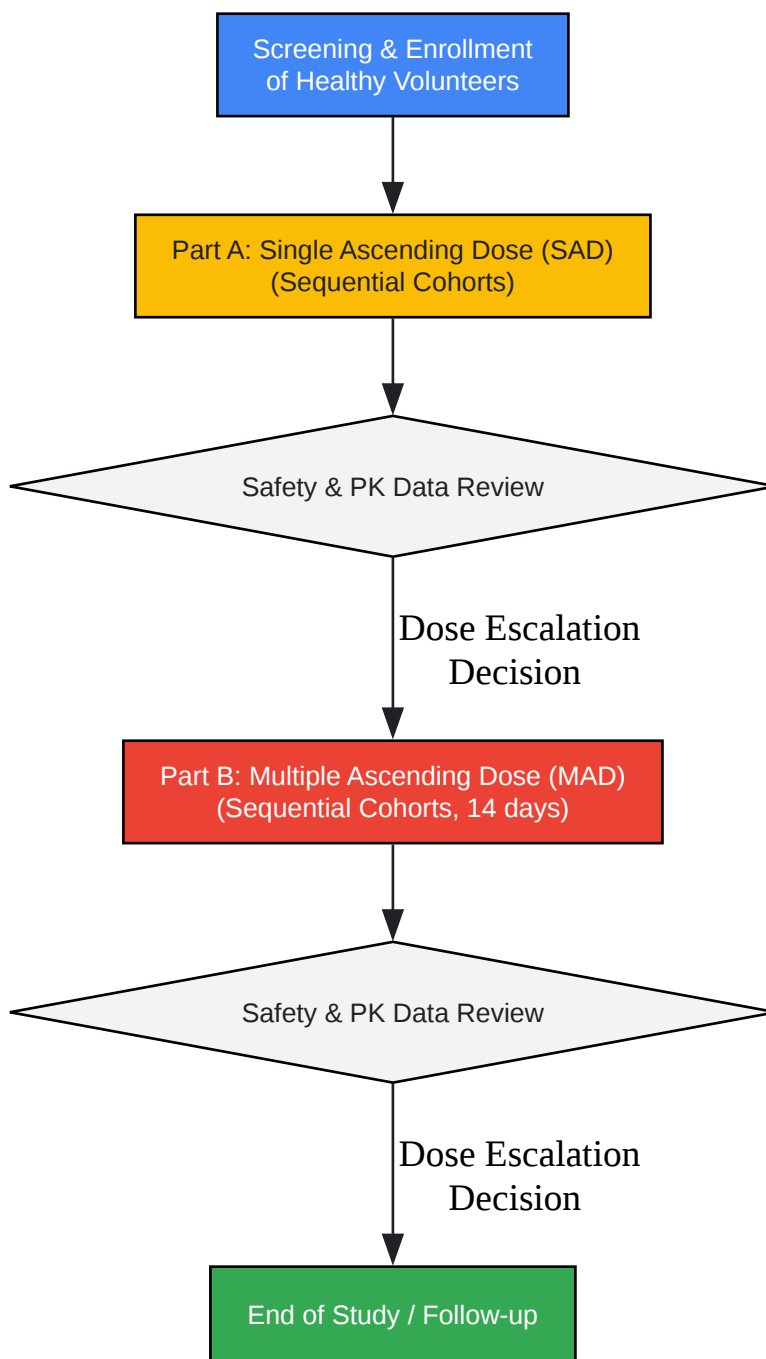 Screening & Enrollment
of Healthy Volunteers
Part A: Single Ascending Dose (SAD)
(Sequential Cohorts)
Safety & PK Data Review
Dose Escalation
Decision
Part B: Multiple Ascending Dose (MAD)
(Sequential Cohorts, 14 days)
Safety & PK Data Review
Dose Escalation
Decision
End of Study / Follow-up